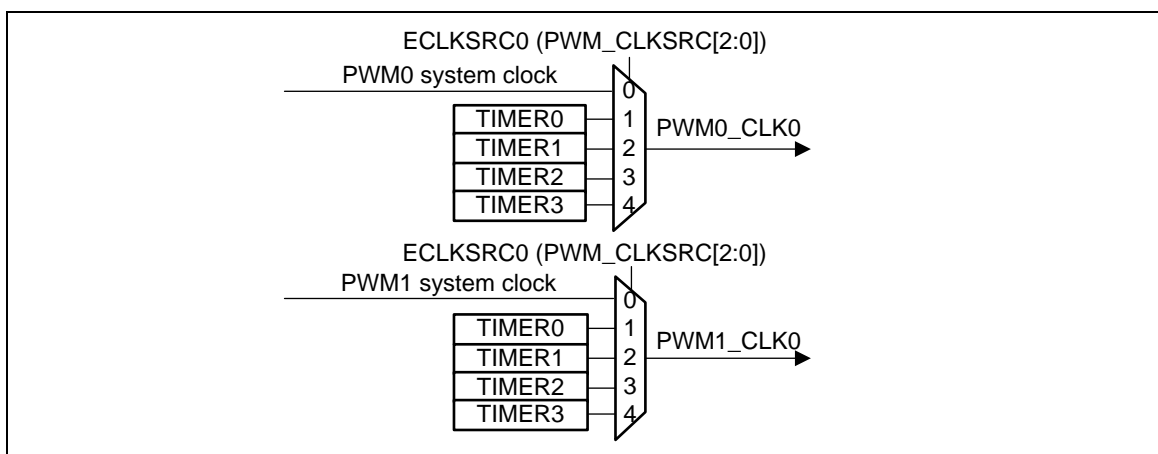 ECLKSRC0 (PWM_CLKSRC[2:0])
PWM0 system clock
0
TIMER0 1
PWM0_CLK0
TIMER1 2
TIMER2 3
TIMER3 4
ECLKSRC0 (PWM_CLKSRC[2:0])
PWM1 system clock
0
TIMER0 1
PWM1_CLK0
TIMER1 2
TIMER2 3
TIMER3 4